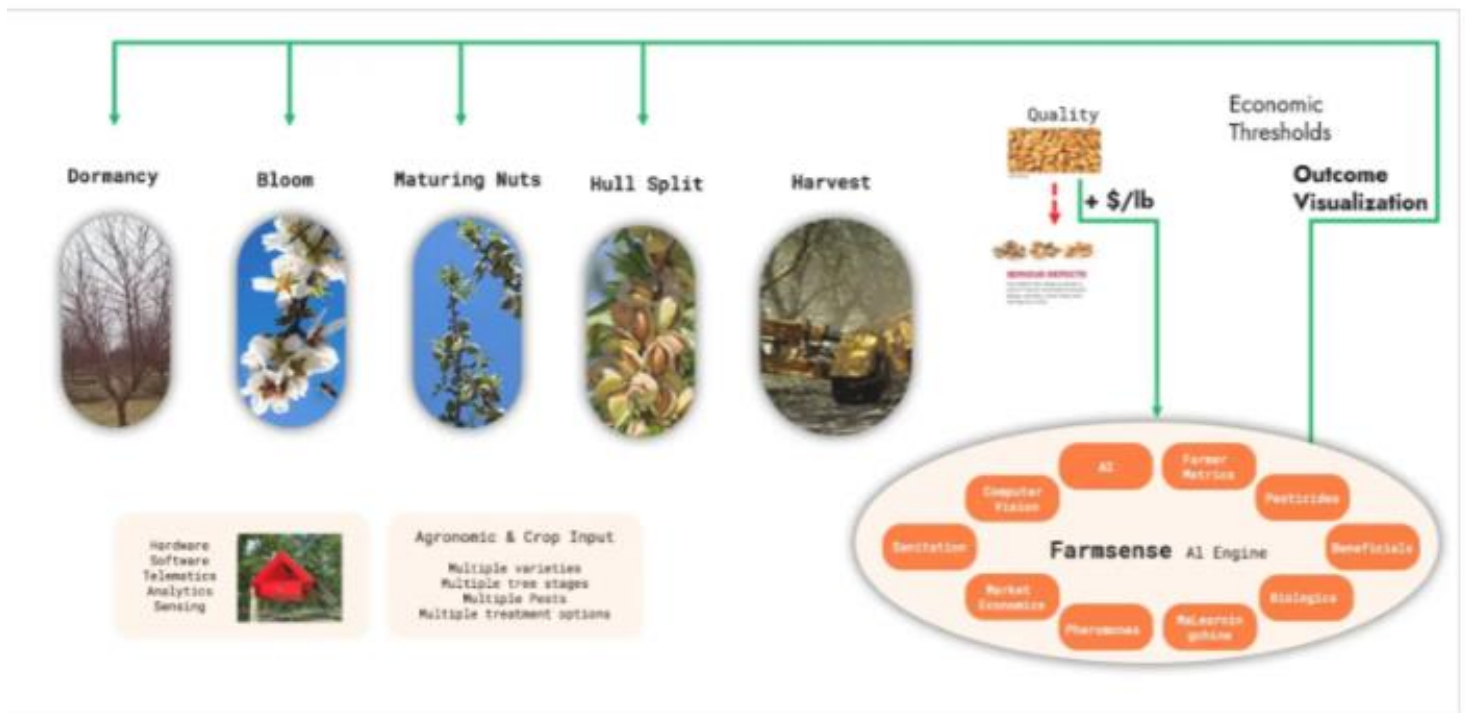 Dormancy
Bloom
Maturing Nuts
Hull Split
Harvest
Quality
+ $/lb
SERIOUS DEFECTS
Economic
Thresholds
Outcome
Visualization
Hardware
Software
Telematics
Analytics
Sensing
Agronomic & Crop Input
Multiple varieties
Multiple tree stages
Multiple Pests
Multiple treatment options
AI
Farmer
Metrics
Computer
Vision
Pesticides
Sanitation
Farmsense AI Engine
Beneficials
Market
Economics
Biologics
Pheromones
MaLearnin
gchine